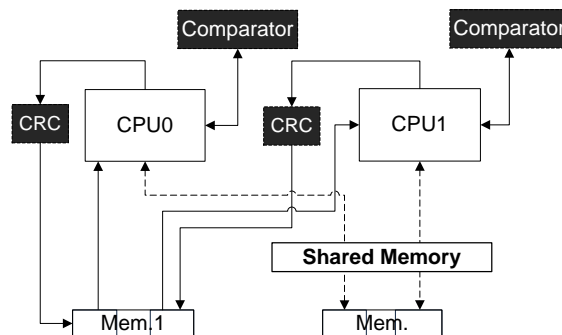 Comparator
Comparator
CRC
CPU0
CRC
CPU1
Shared Memory
Mem.1
Mem.